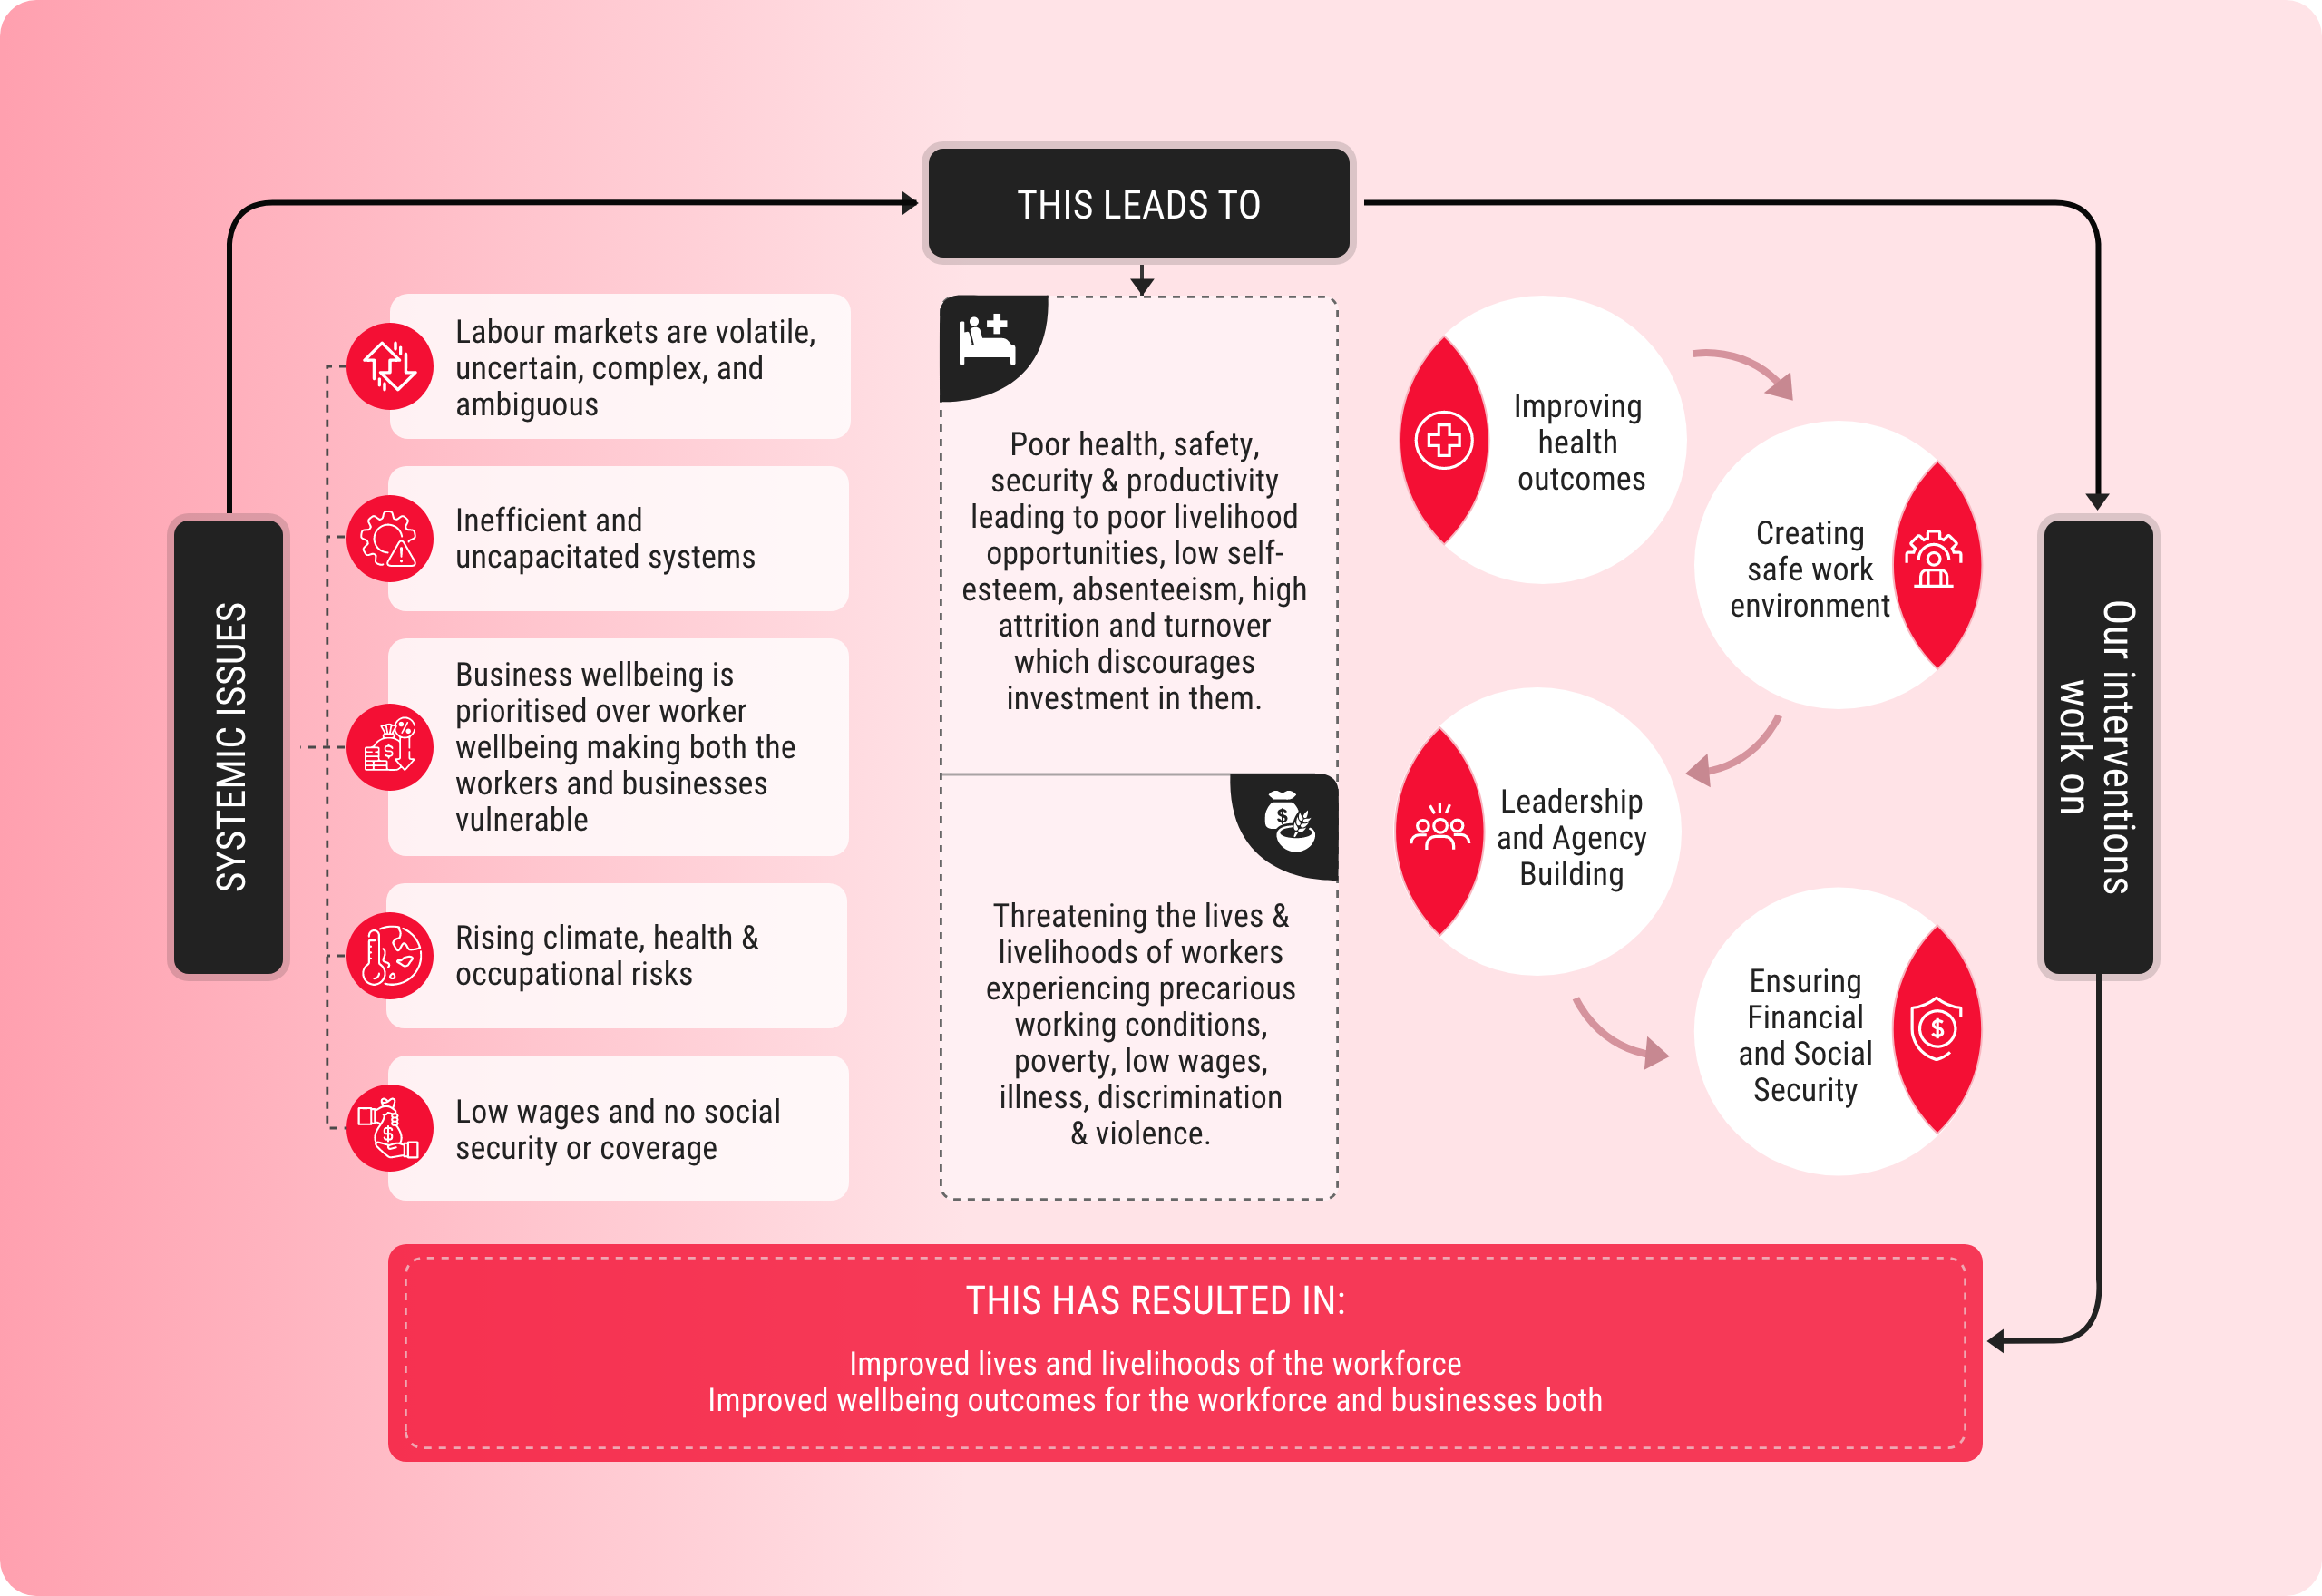 THIS LEADS TO
SYSTEMIC ISSUES
Labour markets are volatile,
uncertain, complex, and
ambiguous
Inefficient and
uncapacitated systems
Business wellbeing is
prioritised over worker
wellbeing making both the
workers and businesses
vulnerable
Rising climate, health &
occupational risks
Low wages and no social
security or coverage
Poor health, safety,
security & productivity
leading to poor livelihood
opportunities, low self-
esteem, absenteeism, high
attrition and turnover
which discourages
investment in them.
Threatening the lives &
livelihoods of workers
experiencing precarious
working conditions,
poverty, low wages,
illness, discrimination
& violence.
Improving
health
outcomes
Creating
safe work
environment
Leadership
and Agency
Building
Ensuring
Financial
and Social
Security
Our interventions
work on
THIS HAS RESULTED IN:
Improved lives and livelihoods of the workforce
Improved wellbeing outcomes for the workforce and businesses both